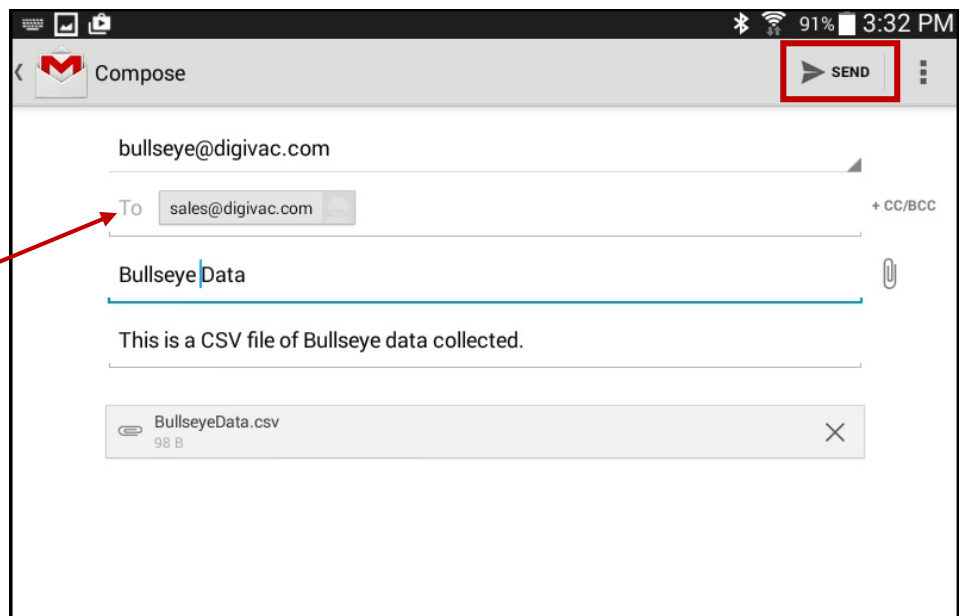 91% 3:32 PM
Compose SEND
bullseye@digivac.com
To sales@digivac.com + CC/BCC
Bullseye Data
This is a CSV file of Bullseye data collected.
BullseyeData.csv
98 B